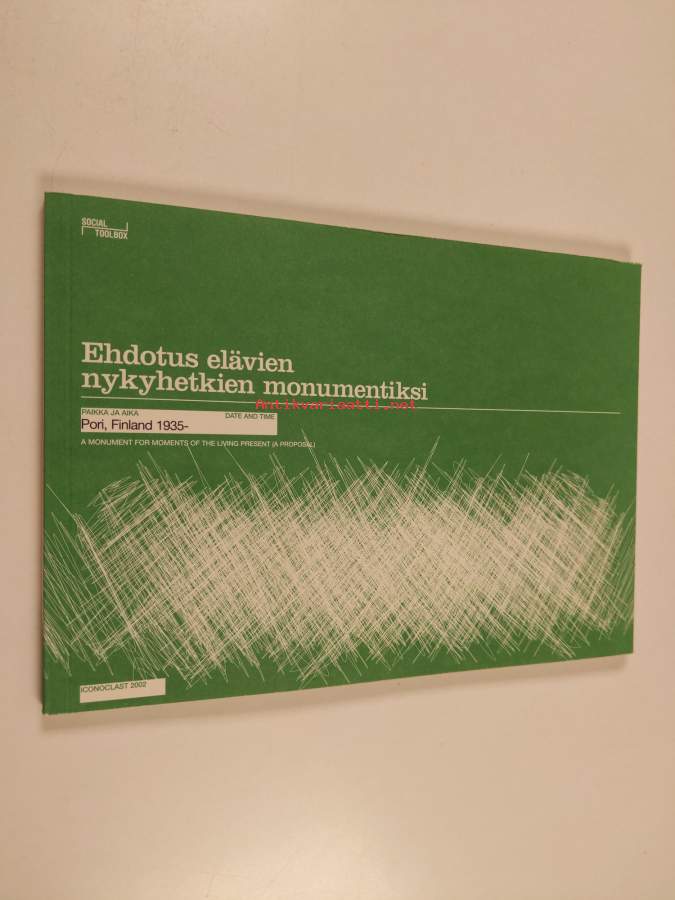 SOCIAL
TOOLBOX
Ehdotus elävien
nykyhetkien monumentiksi
Antikvariaatti.net
PAIKKA JA AIKA DATE AND TIME
Pori, Finland 1935-
A MONUMENT FOR MOMENTS OF THE LIVING PRESENT (A PROPOSAL)
ICONOCLAST 2002